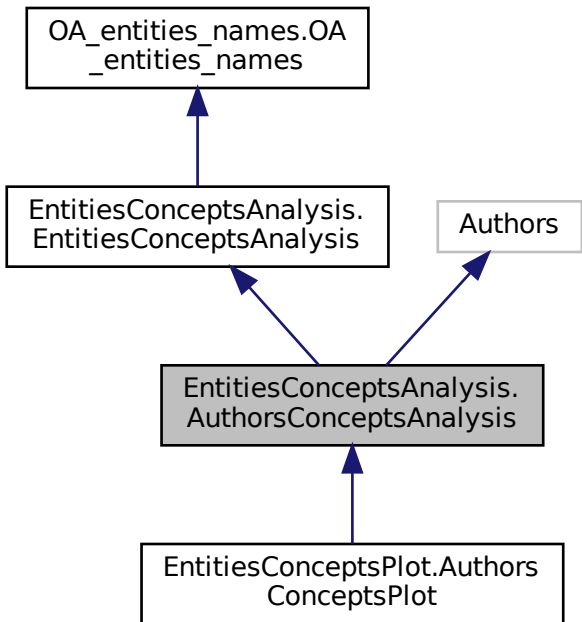 OA_entities_names.OA
_entities_names
EntitiesConceptsAnalysis.
EntitiesConceptsAnalysis
Authors
EntitiesConceptsAnalysis.
AuthorsConceptsAnalysis
EntitiesConceptsPlot.Authors
ConceptsPlot